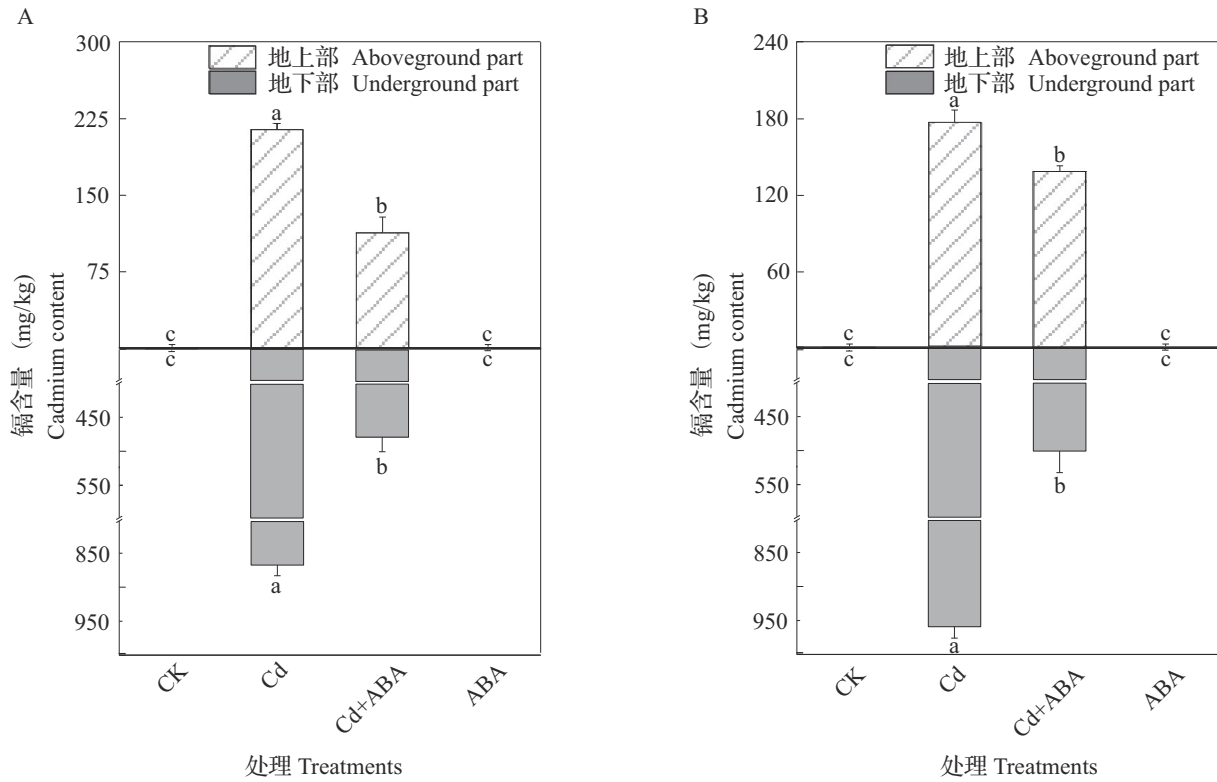 A
300
225
150
75
450
550
850
950
镉含量（mg/kg)
Cadmium content
地上部 Aboveground part
地下部 Underground part
c
c
a
a
b
b
c
c
CK
Cd
Cd+ABA
ABA
处理 Treatments
B
240
180
120
60
450
550
850
950
镉含量（mg/kg)
Cadmium content
地上部 Aboveground part
地下部 Underground part
c
c
a
a
b
b
c
c
CK
Cd
Cd+ABA
ABA
处理 Treatments